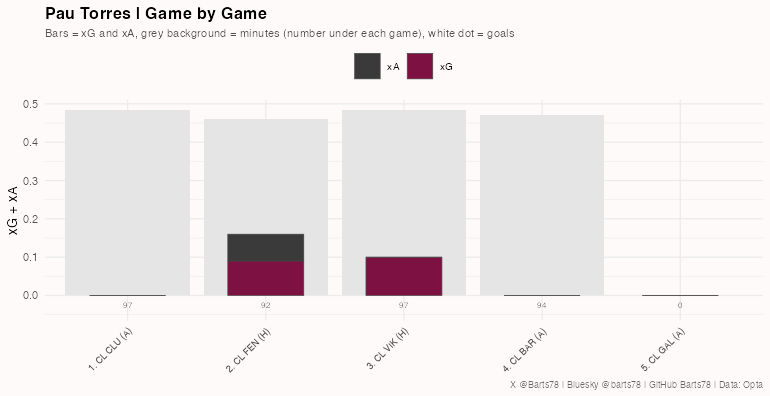 Pau Torres | Game by Game
Bars = xG and xA, grey background = minutes (number under each game), white dot = goals
xA xG
xG + xA
0.5
0.4
0.3
0.2
0.1
0.0
97 92 97 94 0
1. CL CLU (A) 2. CL FEN (H) 3. CL VIK (H) 4. CL BAR (A) 5. CL GAL (A)
X @Barts78 | Bluesky @barts78 | GitHub Barts78 | Data: Opta